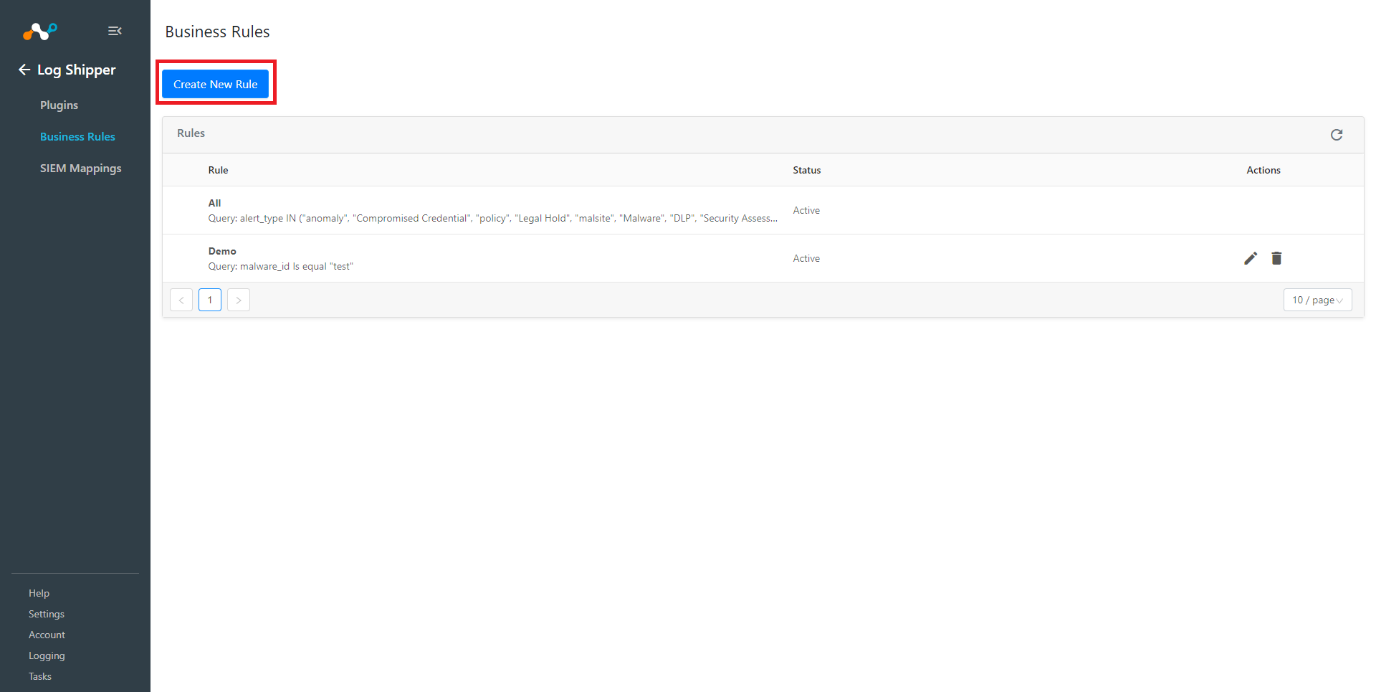 Log Shipper
Plugins
Business Rules
SIEM Mappings
Help
Settings
Account
Logging
Tasks
Business Rules
Create New Rule
Rules
Rule Status Actions
All
Query: alert_type IN ("anomaly", "Compromised Credential", "policy", "Legal Hold", "malsite", "Malware", "DLP", "Security Assess...
Active
Demo
Query: malware_id Is equal "test"
Active
1
10 / page